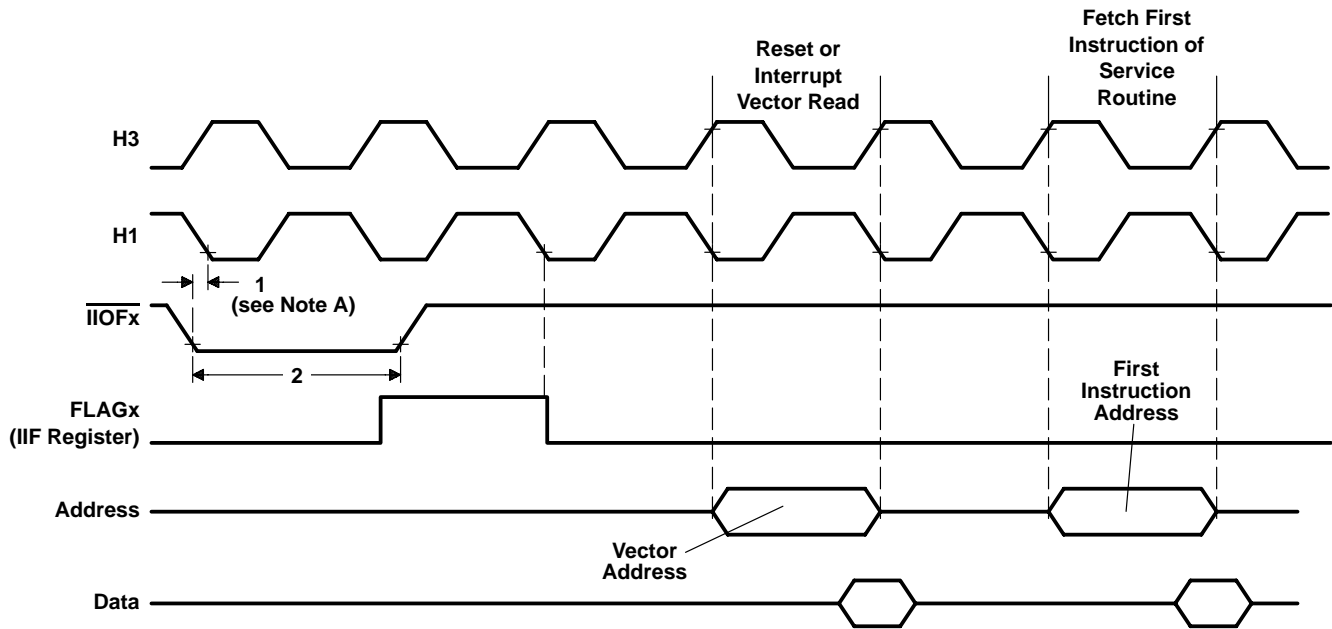 Fetch First
Instruction of
Service
Routine
Reset or
Interrupt
Vector Read
H3
H1
1
(see Note A)
IIOFx
2
FLAGx
(IIF Register)
First
Instruction
Address
Address
Vector
Address
Data